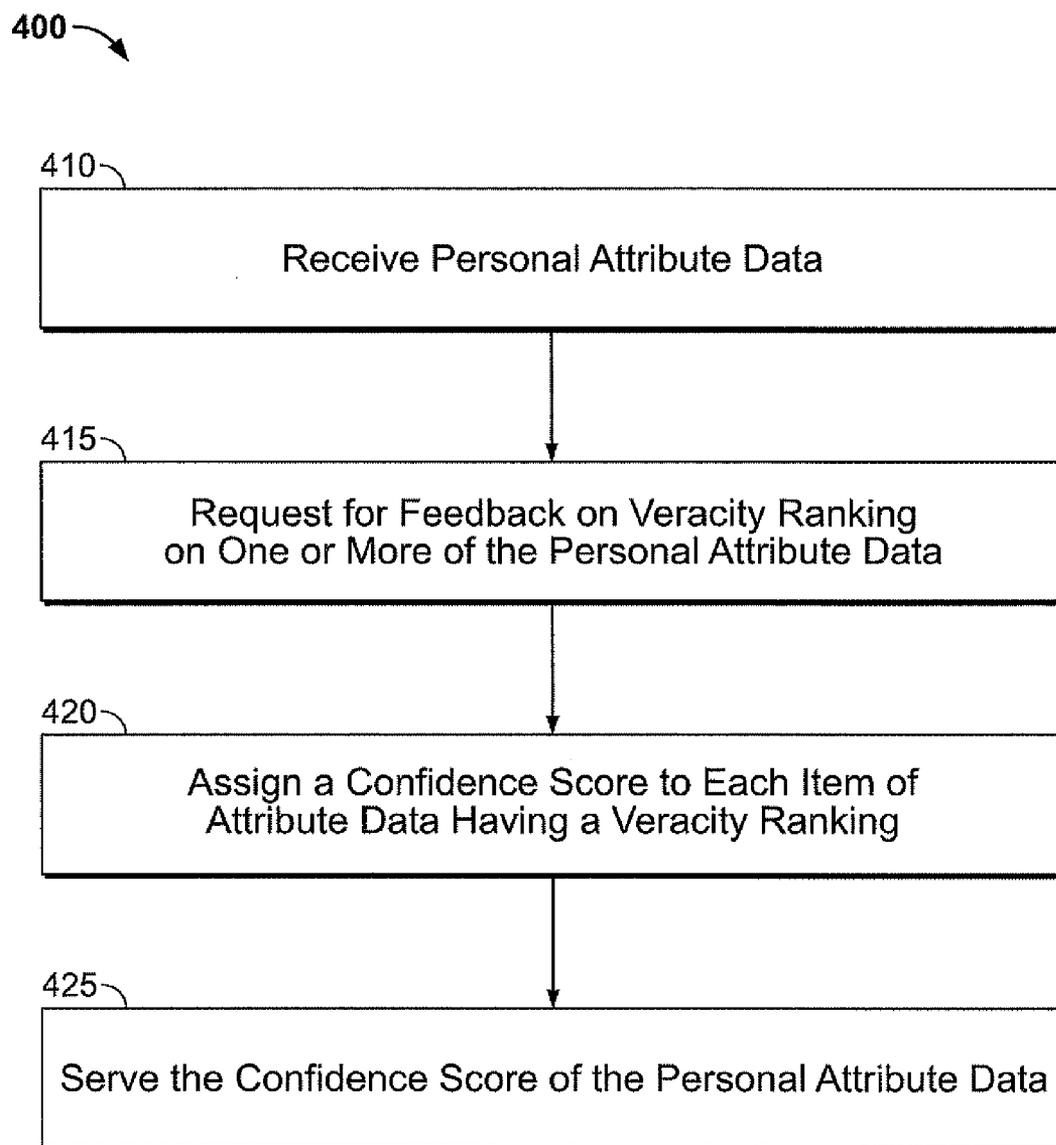 400
410
Receive Personal Attribute Data
415
Request for Feedback on Veracity Ranking
on One or More of the Personal Attribute Data
420
Assign a Confidence Score to Each Item of
Attribute Data Having a Veracity Ranking
425
Serve the Confidence Score of the Personal Attribute Data